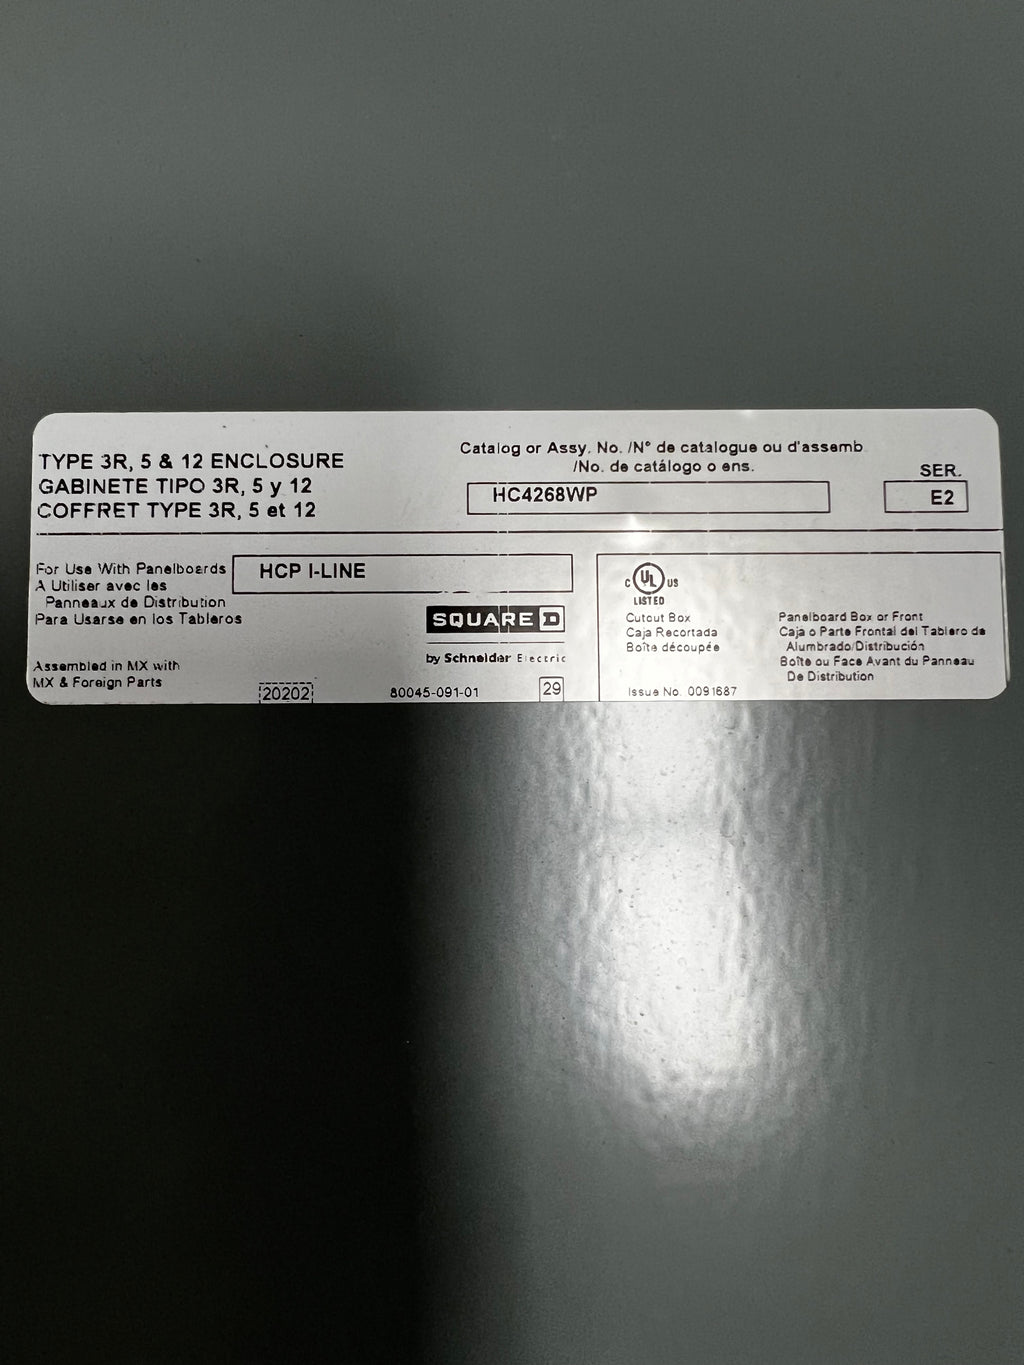 TYPE 3R, 5 & 12 ENCLOSURE
GABINETE TIPO 3R, 5 y 12
COFFRET TYPE 3R, 5 et 12
Catalog or Assy. No. /N° de catalogue ou d'assemb
/No. de catálogo o ens.
HC4268WP
SER.
E2
For Use With Panelboards
A Utiliser avec les
Panneaux de Distribution
Para Usarse en los Tableros
HCP I-LINE
SQUARE D
by Schneider Electric
Assembled in MX with
MX & Foreign Parts
20202
80045-091-01
29
C UL US
LISTED
Cutout Box
Caja Recortada
Boîte découpée
Issue No. 0091687
Panelboard Box or Front
Caja o Parte Frontal del Tablero de
Alumbrado/Distribución
Boîte ou Face Avant du Panneau
De Distribution